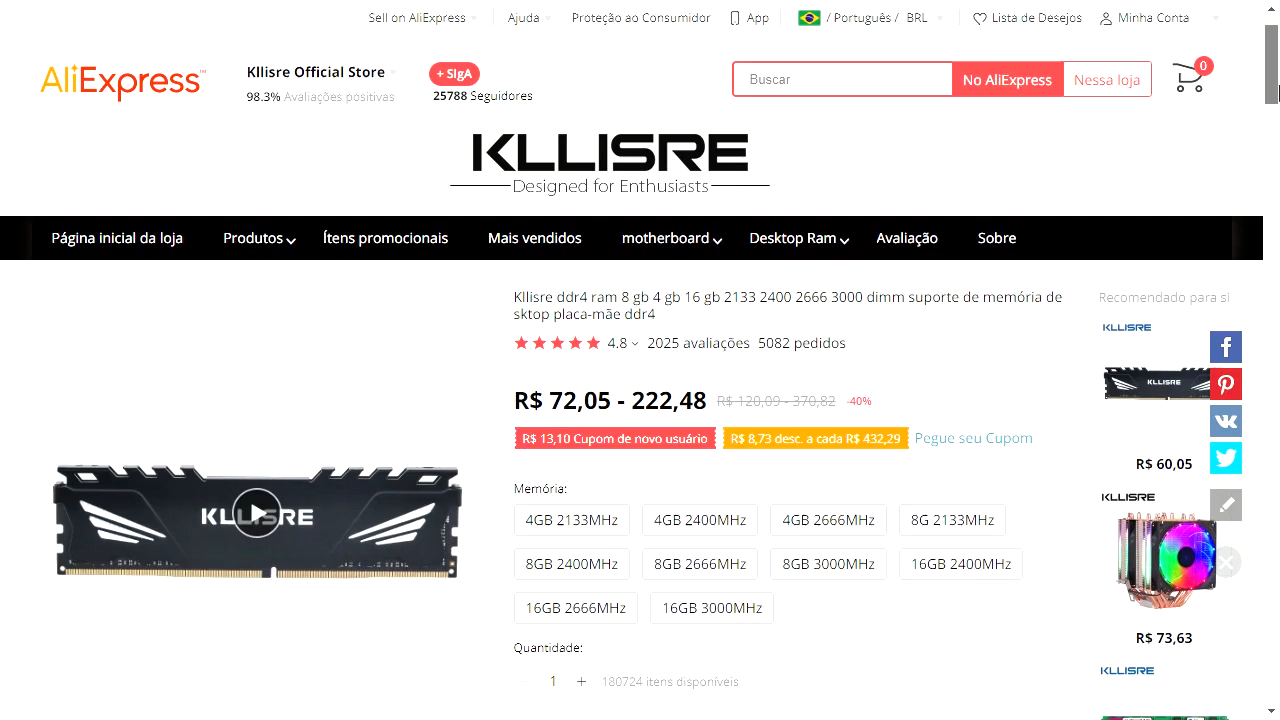 Sell on AliExpress
Ajuda
Proteção ao Consumidor
App
/ Português / BRL
Lista de Desejos
Minha Conta
AliExpress
Kllisre Official Store
98.3% Avaliações positivas
+ SIgA
25788 Seguidores
Buscar
No AliExpress
Nessa loja
0
KLLISRE
Designed for Enthusiasts
Página inicial da loja
Produtos
Ítens promocionais
Mais vendidos
motherboard
Desktop Ram
Avaliação
Sobre
Kllisre ddr4 ram 8 gb 4 gb 16 gb 2133 2400 2666 3000 dimm suporte de memória de
sktop placa-mãe ddr4
4.8 2025 avaliações 5082 pedidos
R$ 72,05 - 222,48 R$ 120,09 - 370,82 -40%
R$ 13,10 Cupom de novo usuário R$ 8,73 desc. a cada R$ 432,29 Pegue seu Cupom
Memória:
4GB 2133MHz 4GB 2400MHz 4GB 2666MHz 8G 2133MHz
8GB 2400MHz 8GB 2666MHz 8GB 3000MHz 16GB 2400MHz
16GB 2666MHz 16GB 3000MHz
Quantidade:
1 + 180724 itens disponíveis
KLLISRE
Recomendado para si
KLLISRE
KLLISRE
R$ 60,05
KLLISRE
R$ 73,63
KLLISRE